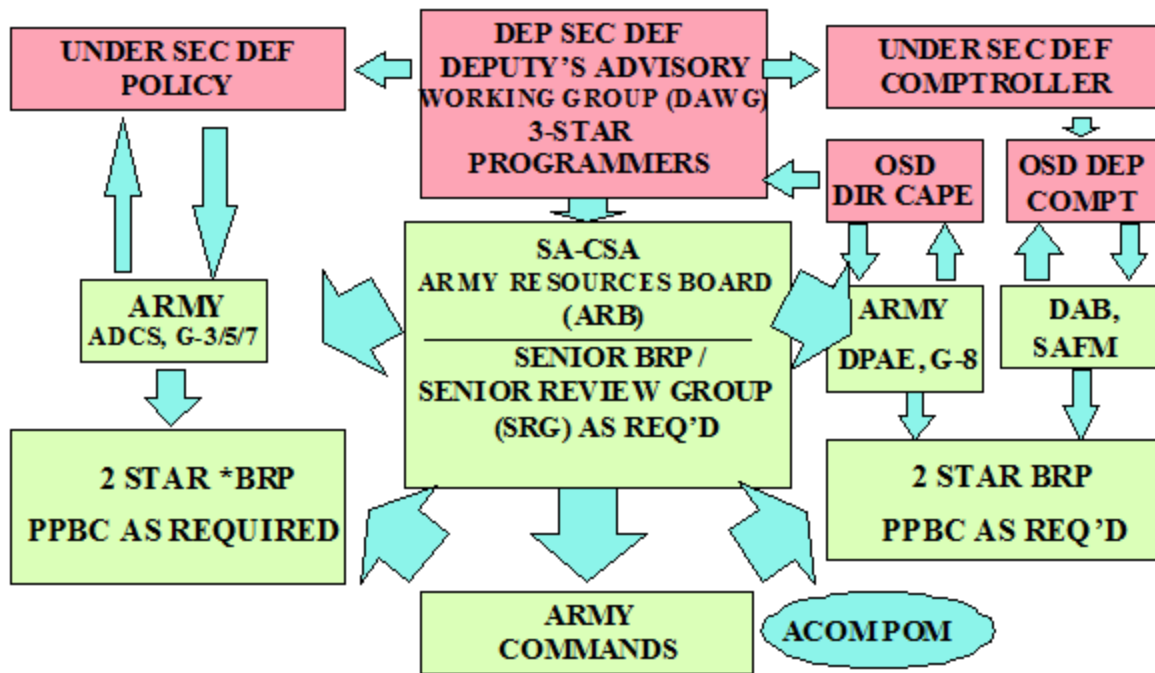 UNDER SEC DEF
POLICY
DEP SEC DEF
DEPUTY'S ADVISORY
WORKING GROUP (DAWG)
3-STAR
PROGRAMMERS
UNDER SEC DEF
COMPTROLLER
OSD
DIR CAPE
OSD DEP
COMPT
SA-CSA
ARMY RESOURCES BOARD
(ARB)
SENIOR BRP /
SENIOR REVIEW GROUP
(SRG) AS REQ'D
ARMY
ADCS, G-3/5/7
ARMY
DPAE, G-8
DAB,
SAFM
2 STAR *BRP
PPBC AS REQUIRED
2 STAR BRP
PPBC AS REQ'D
ARMY
COMMANDS
ACOM POM